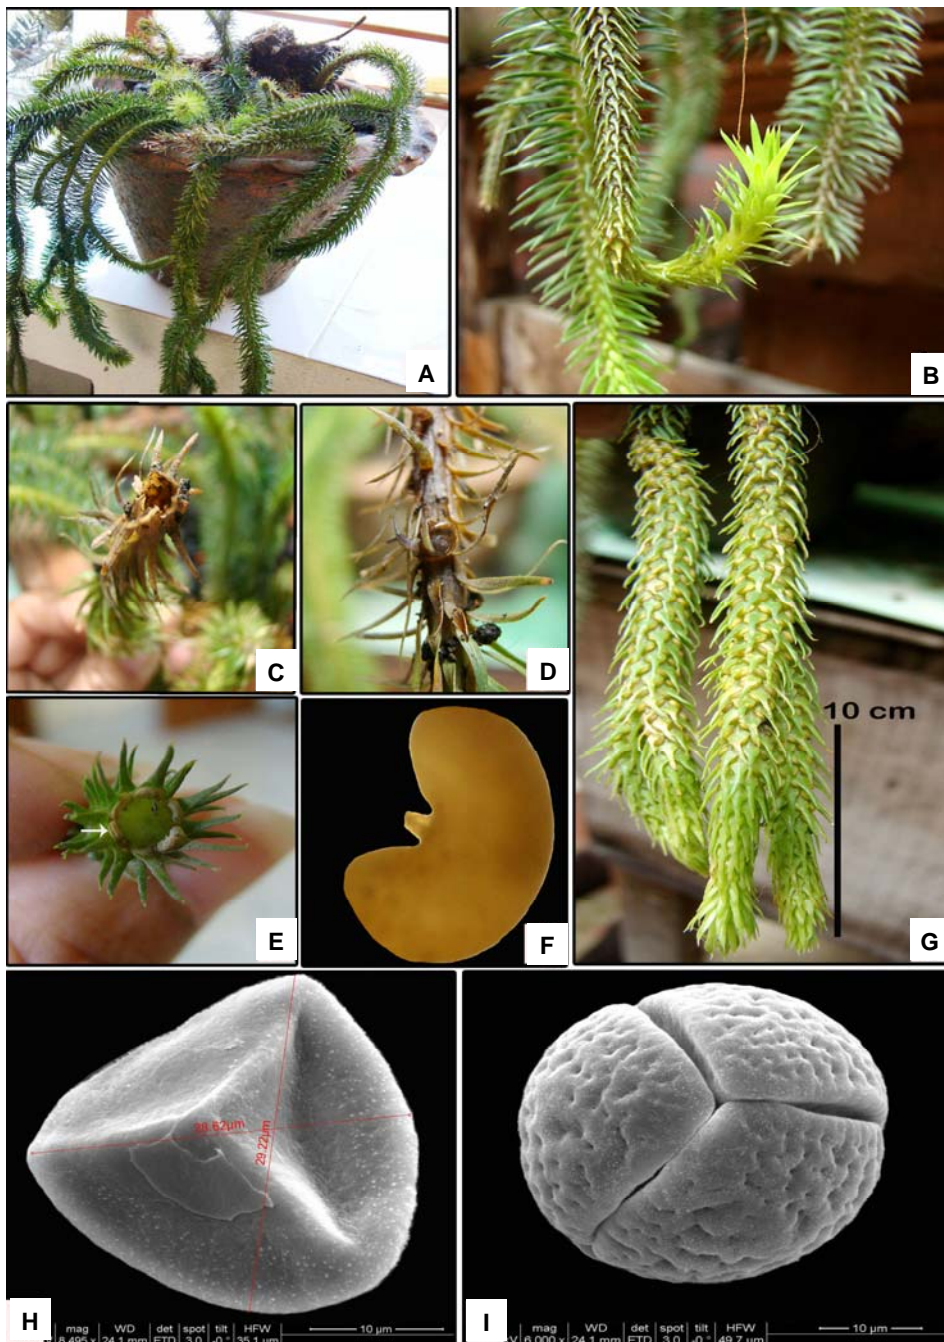 A
B
C
D
E
F
10 cm
G
29.22µm
H
I
mag WD det spot tilt HFW
24.1 mm ETD 3.0 -0 ° 35.1 µm
10 µm
mag WD det spot tilt HFW
6,000 x 24.1 mm ETD 3.0 -0 ° 49.7 µm
10 µm